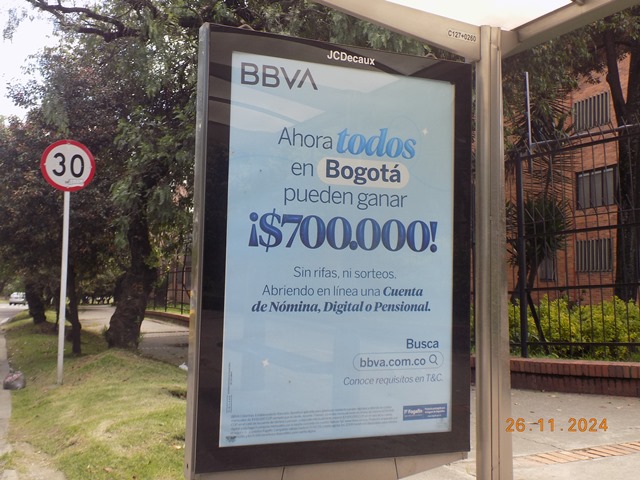 C127+0260
JCDecaux
BBVA
30
Ahora todos
en Bogotá
pueden ganar
¡$700.000!
Sin rifas, ni sorteos.
Abriendo en línea una Cuenta
de Nómina, Digital o Pensional.
Busca
bbva.com.co
Conoce requisitos en T&C.
26-11.2024